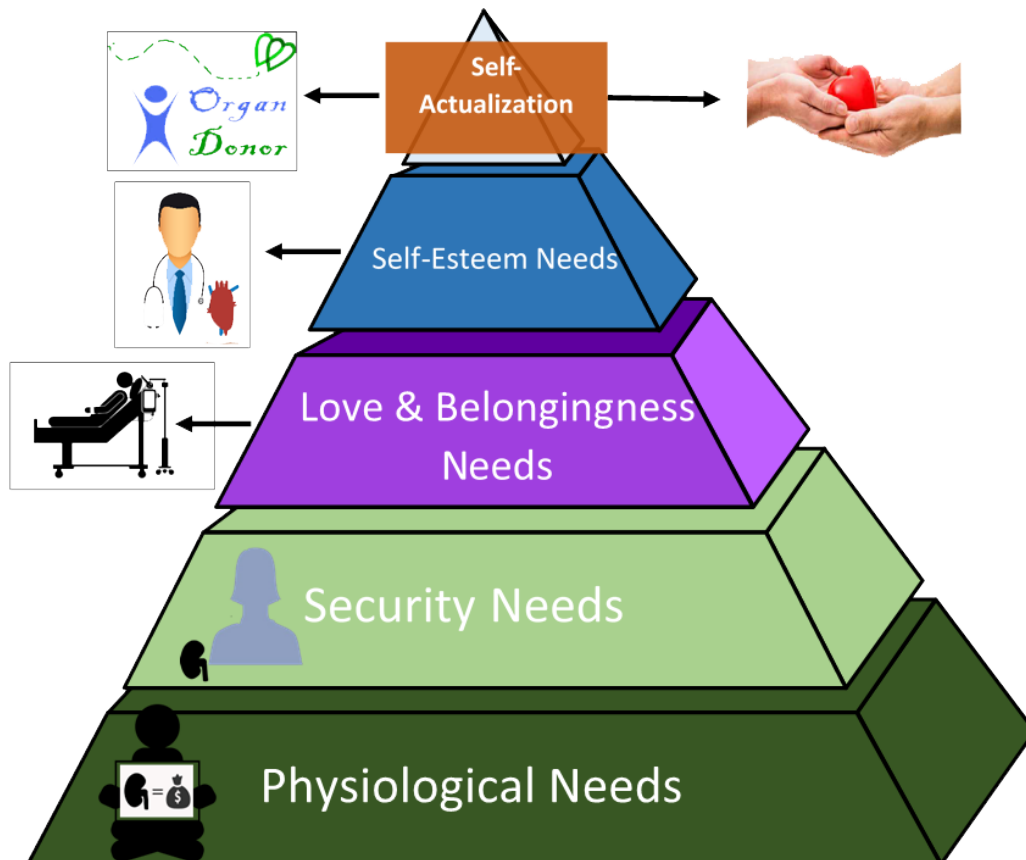 Self-
Actualization
Organ
Donor
Self-Esteem Needs
Love & Belongingness
Needs
Security Needs
Physiological Needs
= $